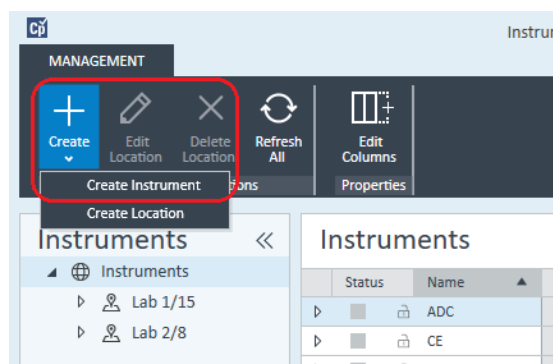 Cp
Instru
MANAGEMENT
Create Edit Location Delete Location Refresh All Edit Columns
Create Instrument
ons
Properties
Create Location
Instruments
Instruments
Instruments
Status Name
Lab 1/15
ADC
Lab 2/8
CE